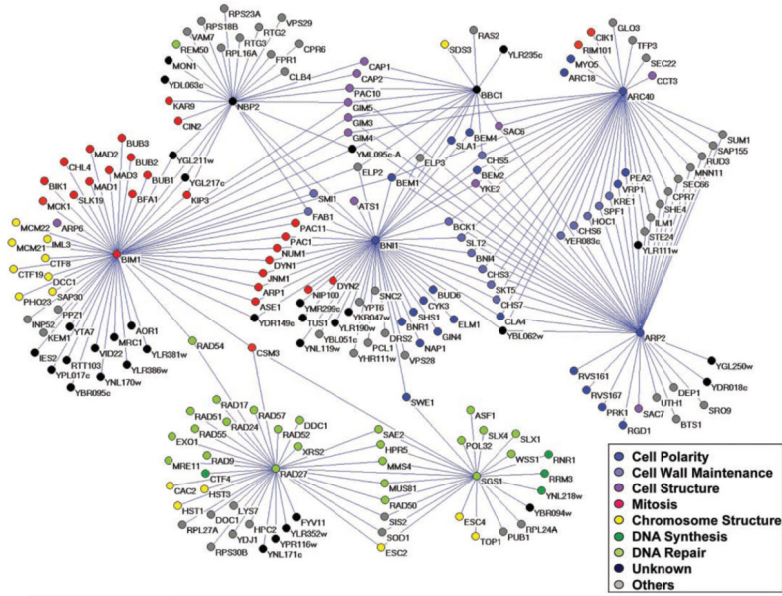 RPS23A
RPS18B
RTG2
VPS29
VAM7
RTG3
REM50
RPL16A
CPR6
MON1
FPR1
CLB4
YDL063c
KAR9
NBP2
CIN2
SDS3
RAS2
YLR235c
CAP1
CAP2
PAC10
BBC1
GIM5
GIM3
GIM4
SAC6
YML095c-A
BEM4
SLA1
ELP3
CHS5
ELP2
BEM1
BEM2
YKE2
ATS1
CIK1
GLO3
RIM101
TFP3
MYO5
SEC22
ARC18
CCT3
ARC40
SUM1
SAP155
RUD3
MNN11
PEA2
SEC66
VRP1
CPR7
KRE1
SHE4
SPF1
ILM1
HOC1
STE24
CHS6
YLR111w
YER083c
BUB3
MAD2
YGL211w
BUB2
CHL4
MAD3
BUB1
YGL217c
BIK1
MAD1
SLK19
BFA1
KIP3
MCK1
MCM22
ARP6
MCM21
IML3
CTF8
BIM1
CTF19
DCC1
SAP30
PHO23
PPZ1
INP52
YTA7
AOR1
KEM1
MRC1
VID22
YLR381w
IES2
RTT103
YLR386w
YPL017c
YNL170w
YBR095c
SMI1
FAB1
PAC11
PAC1
NUM1
DYN1
JNM1
ARP1
ASE1
YDR149c
BNI1
DYN2
NIP100
SNC2
YMR299c
YPT6
TUS1
YKR047w
YLR190w
YBL051c
DRS2
YNL119w
PCL1
YHR111w
VPS28
BUD6
CYK3
SHS1
ELM1
BNR1
GIN4
NAP1
BCK1
SLT2
BNI4
CHS3
SKT5
CHS7
CLA4
YBL062w
ARP2
RAD54
CSM3
SWE1
YGL250w
RVS161
YDR018c
DEP1
RVS167
UTH1
SRO9
PRK1
SAC7
BTS1
RGD1
RAD17
RAD51
RAD57
DDC1
RAD24
RAD55
RAD52
EXO1
XRS2
RAD9
MRE11
RAD27
CTF4
CAC2
HST3
HST1
LYS7
FYV11
DOC1
RPL27A
HPC2
YLR352w
YDJ1
YPR116w
RPS30B
YNL171c
SAE2
HPR5
MMS4
MUS81
RAD50
SIS2
SOD1
ESC2
ASF1
SLX4
SLX1
POL32
WSS1
RNR1
RRM3
SGS1
YNL218w
YBR094w
ESC4
RPL24A
TOP1
PUB1
Cell Polarity
Cell Wall Maintenance
Cell Structure
Mitosis
Chromosome Structure
DNA Synthesis
DNA Repair
Unknown
Others